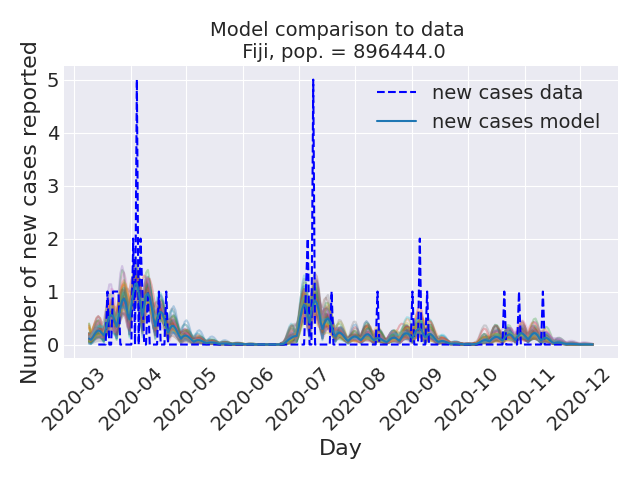 Model comparison to data
Fiji, pop. = 896444.0
Number of new cases reported
5
4
3
2
1
0
new cases data
new cases model
2020-03
2020-04
2020-05
2020-06
2020-07
2020-08
2020-09
2020-10
2020-11
2020-12
Day